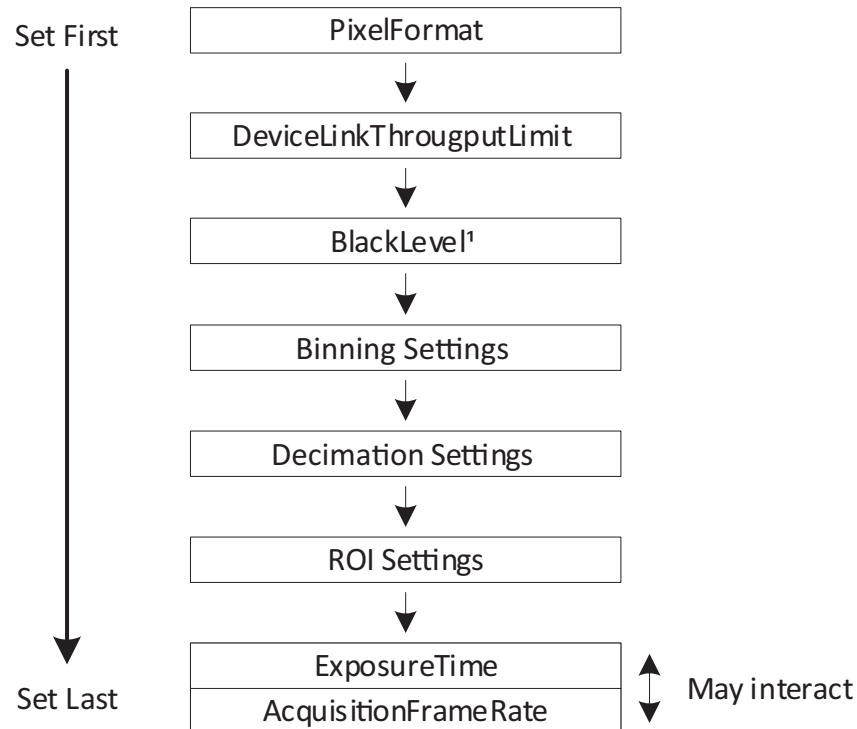 Set First
PixelFormat
DeviceLinkThrougputLimit
BlackLevel¹
Binning Settings
Decimation Settings
ROI Settings
ExposureTime
May interact
Set Last
AcquisitionFrameRate